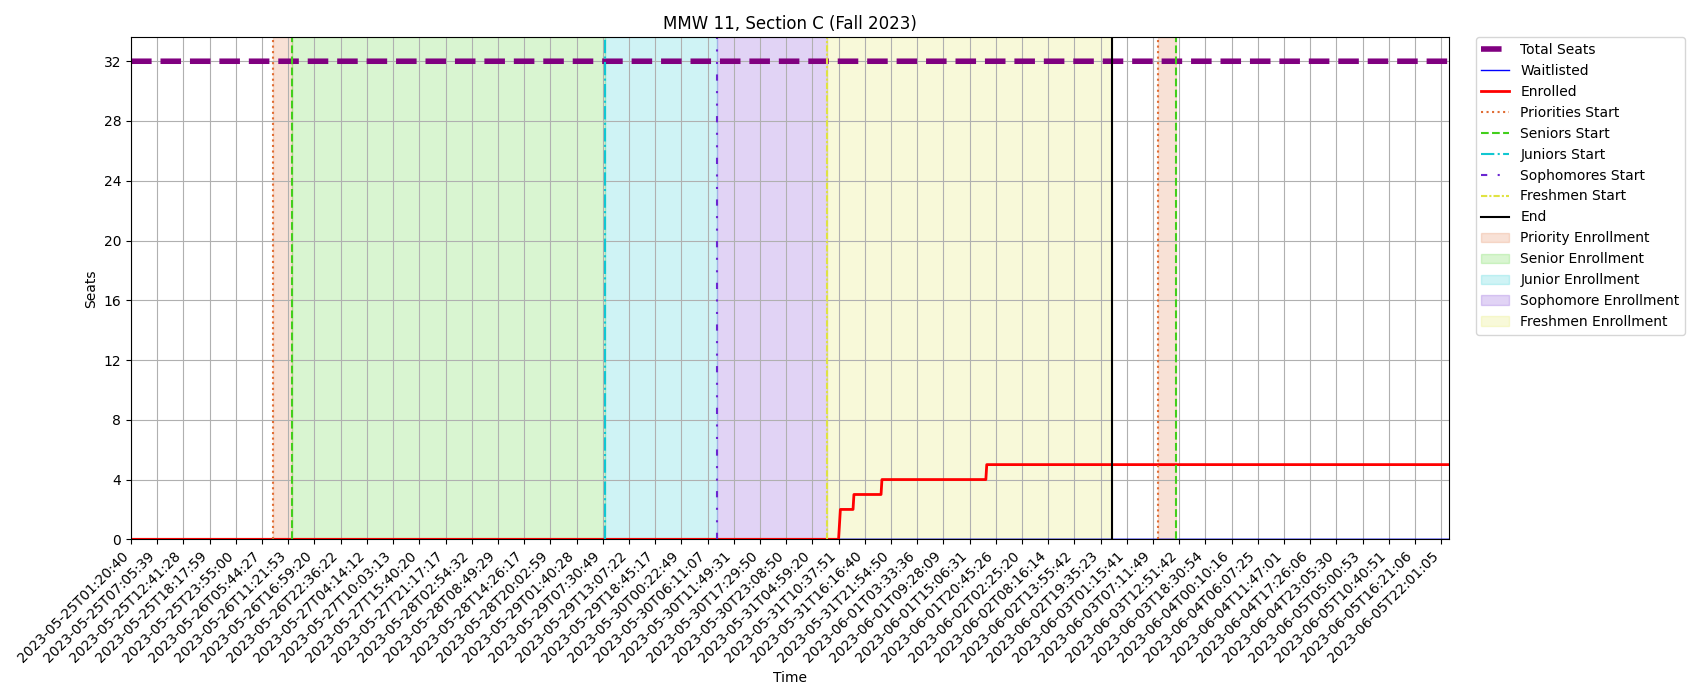 MMW 11, Section C (Fall 2023)
Seats
32
28
24
20
16
12
8
4
0
2023-05-25T01:20:40
2023-05-25T07:05:39
2023-05-25T12:41:28
2023-05-25T18:17:59
2023-05-25T23:55:00
2023-05-26T05:44:27
2023-05-26T11:21:53
2023-05-26T16:59:20
2023-05-26T22:36:22
2023-05-27T04:14:12
2023-05-27T10:03:13
2023-05-27T15:40:20
2023-05-27T21:17:17
2023-05-28T02:54:32
2023-05-28T08:49:29
2023-05-28T14:26:17
2023-05-28T20:02:59
2023-05-29T01:40:28
2023-05-29T07:30:49
2023-05-29T13:07:22
2023-05-29T18:45:17
2023-05-30T00:22:49
2023-05-30T06:11:07
2023-05-30T11:49:31
2023-05-30T17:29:50
2023-05-30T23:08:50
2023-05-31T04:59:20
2023-05-31T10:37:51
2023-05-31T16:16:40
2023-05-31T21:54:50
2023-06-01T03:33:36
2023-06-01T09:28:09
2023-06-01T15:06:31
2023-06-01T20:45:26
2023-06-02T02:25:20
2023-06-02T08:16:14
2023-06-02T13:55:42
2023-06-02T19:35:23
2023-06-03T01:15:41
2023-06-03T07:11:49
2023-06-03T12:51:42
2023-06-03T18:30:54
2023-06-04T00:10:16
2023-06-04T06:07:25
2023-06-04T11:47:01
2023-06-04T17:26:06
2023-06-04T23:05:30
2023-06-05T05:00:53
2023-06-05T10:40:51
2023-06-05T16:21:06
2023-06-05T22:01:05
Time
Total Seats
Waitlisted
Enrolled
Priorities Start
Seniors Start
Juniors Start
Sophomores Start
Freshmen Start
End
Priority Enrollment
Senior Enrollment
Junior Enrollment
Sophomore Enrollment
Freshmen Enrollment